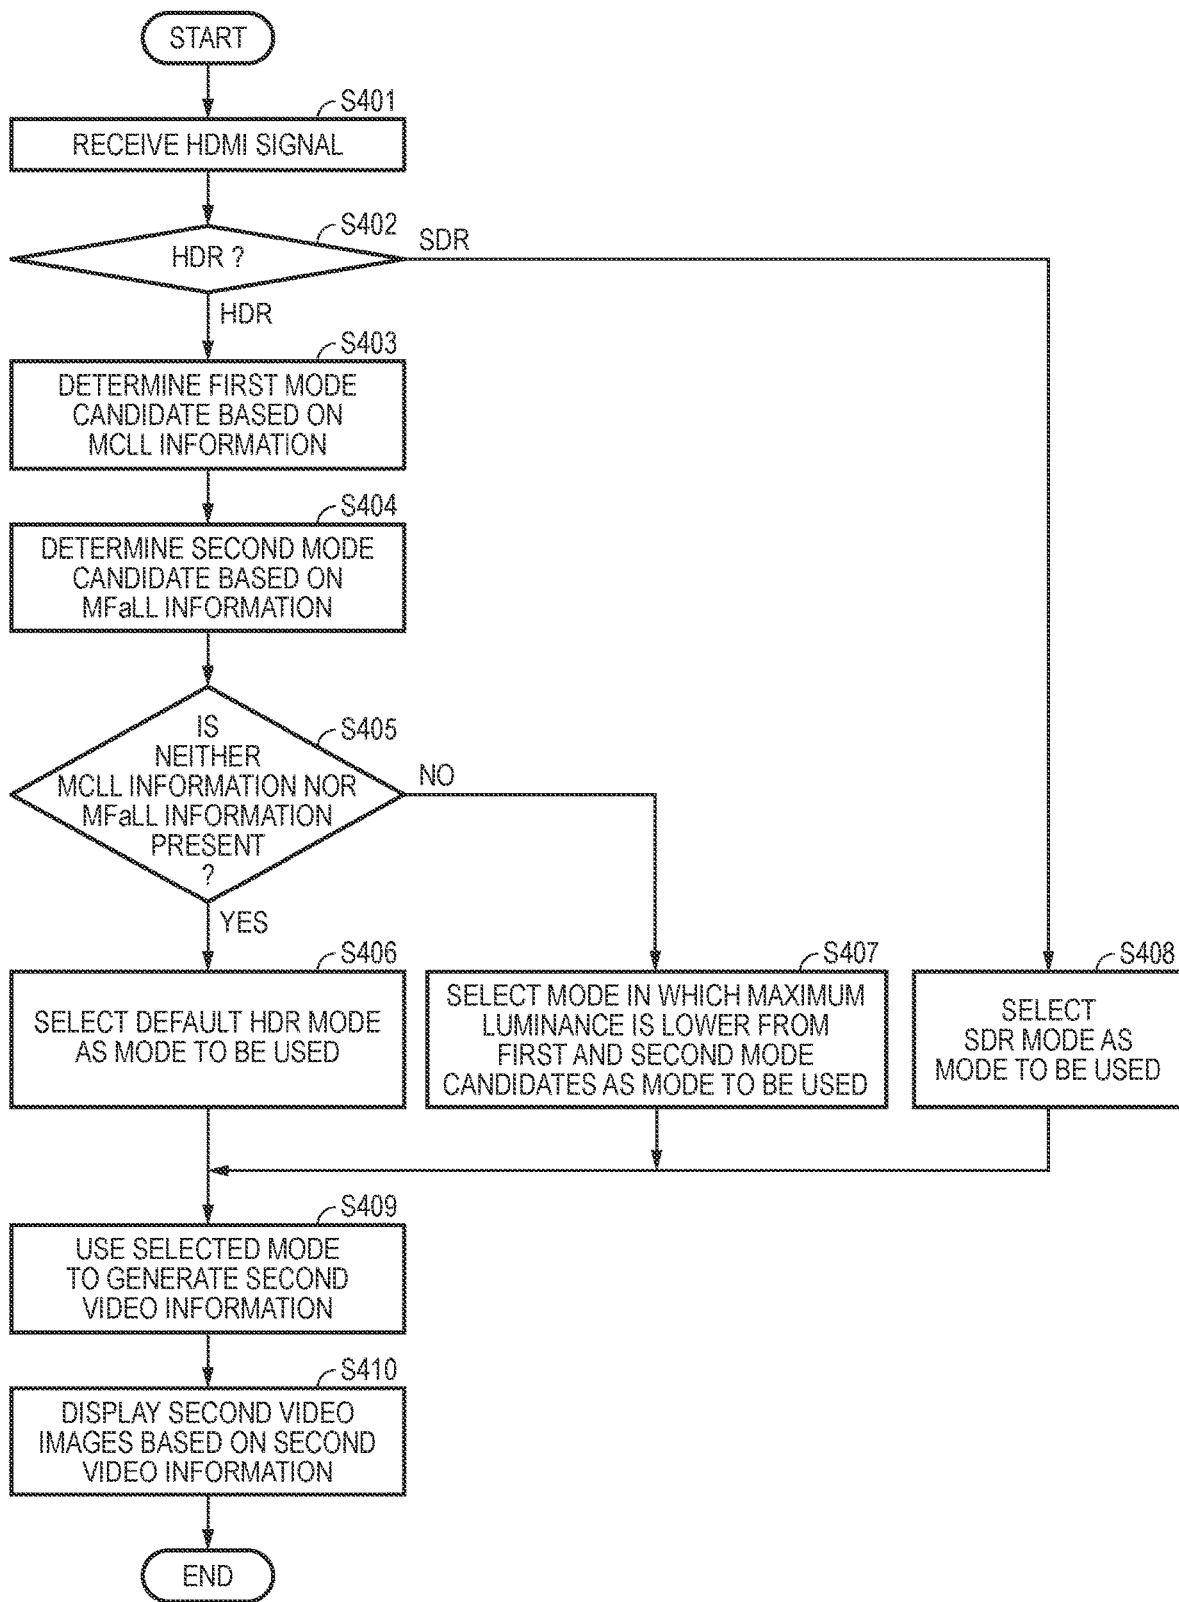 START
S401
RECEIVE HDMI SIGNAL
S402
HDR ?
SDR
HDR
S403
DETERMINE FIRST MODE
CANDIDATE BASED ON
MCLL INFORMATION
S404
DETERMINE SECOND MODE
CANDIDATE BASED ON
MFaLL INFORMATION
S405
IS
NEITHER
MCLL INFORMATION NOR
MFaLL INFORMATION
PRESENT
?
NO
YES
S406
SELECT DEFAULT HDR MODE
AS MODE TO BE USED
S407
SELECT MODE IN WHICH MAXIMUM
LUMINANCE IS LOWER FROM
FIRST AND SECOND MODE
CANDIDATES AS MODE TO BE USED
S408
SELECT
SDR MODE AS
MODE TO BE USED
S409
USE SELECTED MODE
TO GENERATE SECOND
VIDEO INFORMATION
S410
DISPLAY SECOND VIDEO
IMAGES BASED ON SECOND
VIDEO INFORMATION
END